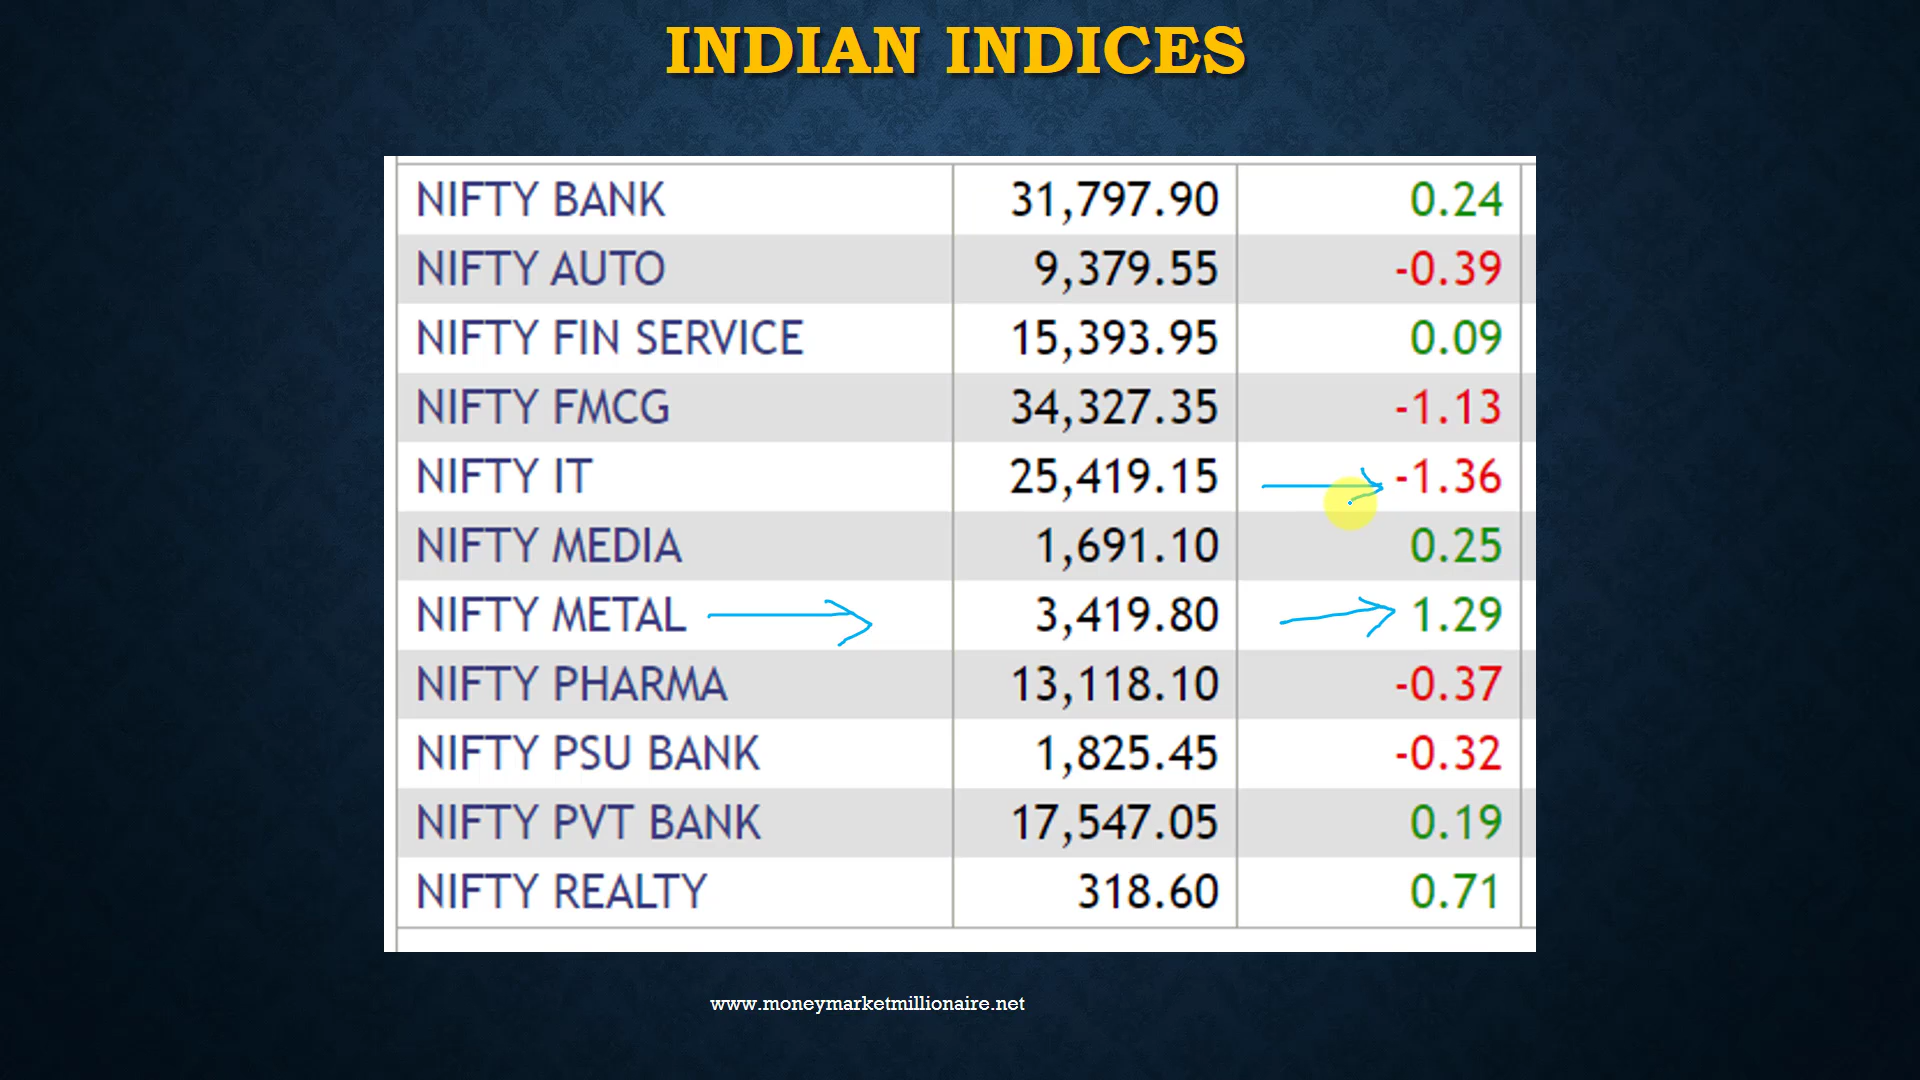 INDIAN INDICES
NIFTY BANK 31,797.90 0.24
NIFTY AUTO 9,379.55 -0.39
NIFTY FIN SERVICE 15,393.95 0.09
NIFTY FMCG 34,327.35 -1.13
NIFTY IT 25,419.15 -1.36
NIFTY MEDIA 1,691.10 0.25
NIFTY METAL 3,419.80 1.29
NIFTY PHARMA 13,118.10 -0.37
NIFTY PSU BANK 1,825.45 -0.32
NIFTY PVT BANK 17,547.05 0.19
NIFTY REALTY 318.60 0.71
www.moneymarketmillionaire.net